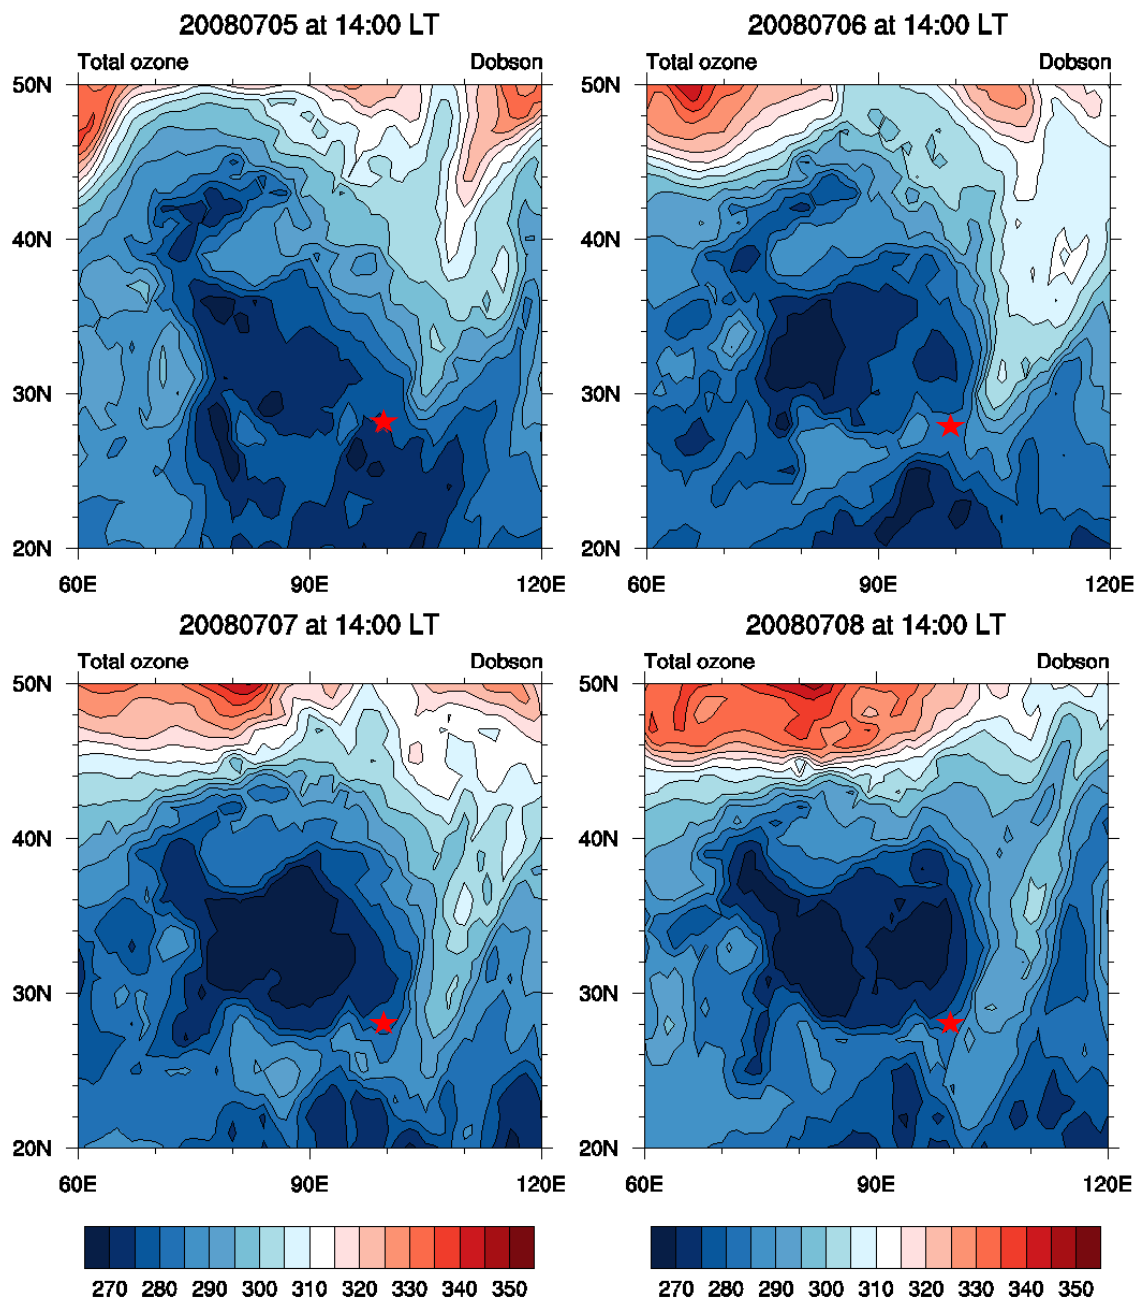 20080705 at 14:00 LT
20080706 at 14:00 LT
Total ozone Dobson
Total ozone Dobson
50N
50N
40N
40N
30N
30N
20N
20N
60E 90E 120E
60E 90E 120E
20080707 at 14:00 LT
20080708 at 14:00 LT
Total ozone Dobson
Total ozone Dobson
50N
50N
40N
40N
30N
30N
20N
20N
60E 90E 120E
60E 90E 120E
270 280 290 300 310 320 330 340 350
270 280 290 300 310 320 330 340 350